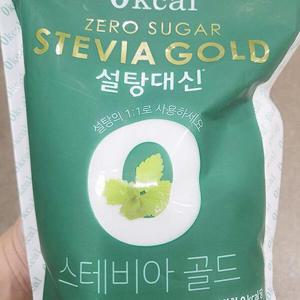 0kcal
ZERO SUGAR
STEVIA GOLD
설탕대신
설탕의 1:1로 사용하세요
0
스테비아 골드